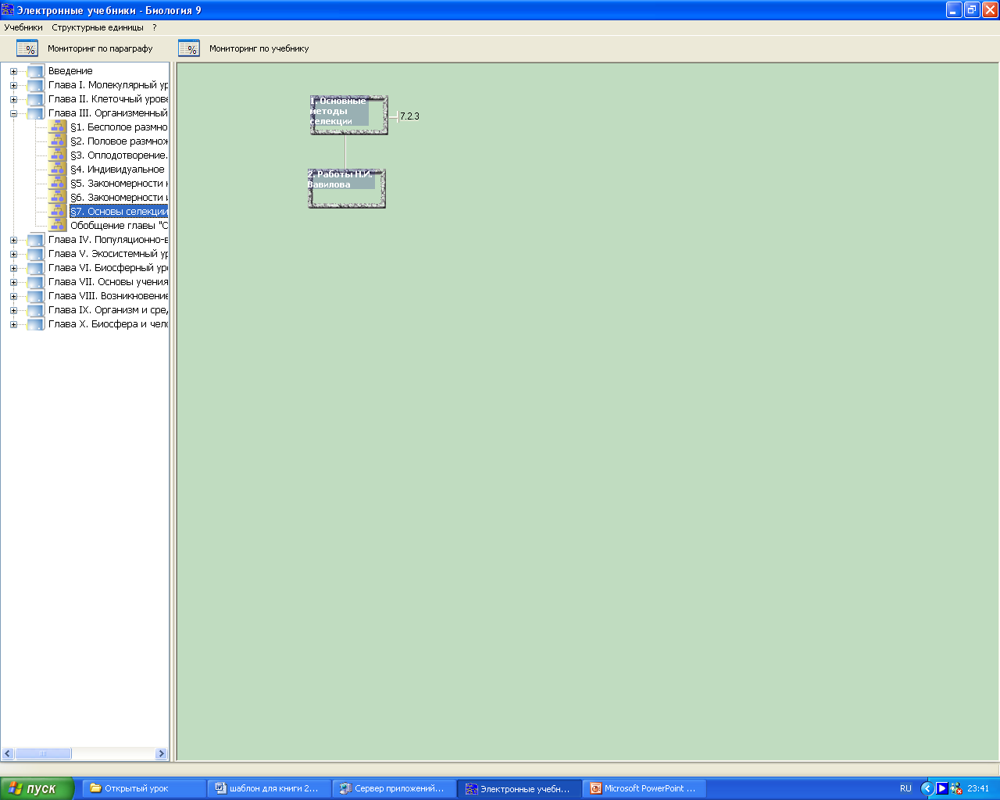 Электронные учебники - Биология 9
Учебники Структурные единицы ?
Мониторинг по параграфу Мониторинг по учебнику
Введение
Глава I. Молекулярный ур
Глава II. Клеточный урове
Глава III. Организменный
§1. Бесполое размно
§2. Половое размнож
§3. Оплодотворение.
§4. Индивидуальное
§5. Закономерности н
§6. Закономерности и
§7. Основы селекции
Обобщение главы "С
Глава IV. Популяционно-в
Глава V. Экосистемный ур
Глава VI. Биосферный уро
Глава VII. Основы учения
Глава VIII. Возникновение
Глава IX. Организм и сред
Глава X. Биосфера и чело
1. Основные
методы
селекции
7.2.3
2. Работы Н.И.
Вавилова
пуск
Открытый урок
шаблон для книги 2...
Сервер приложений...
Электронные учебн...
Microsoft PowerPoint ...
RU
23:41